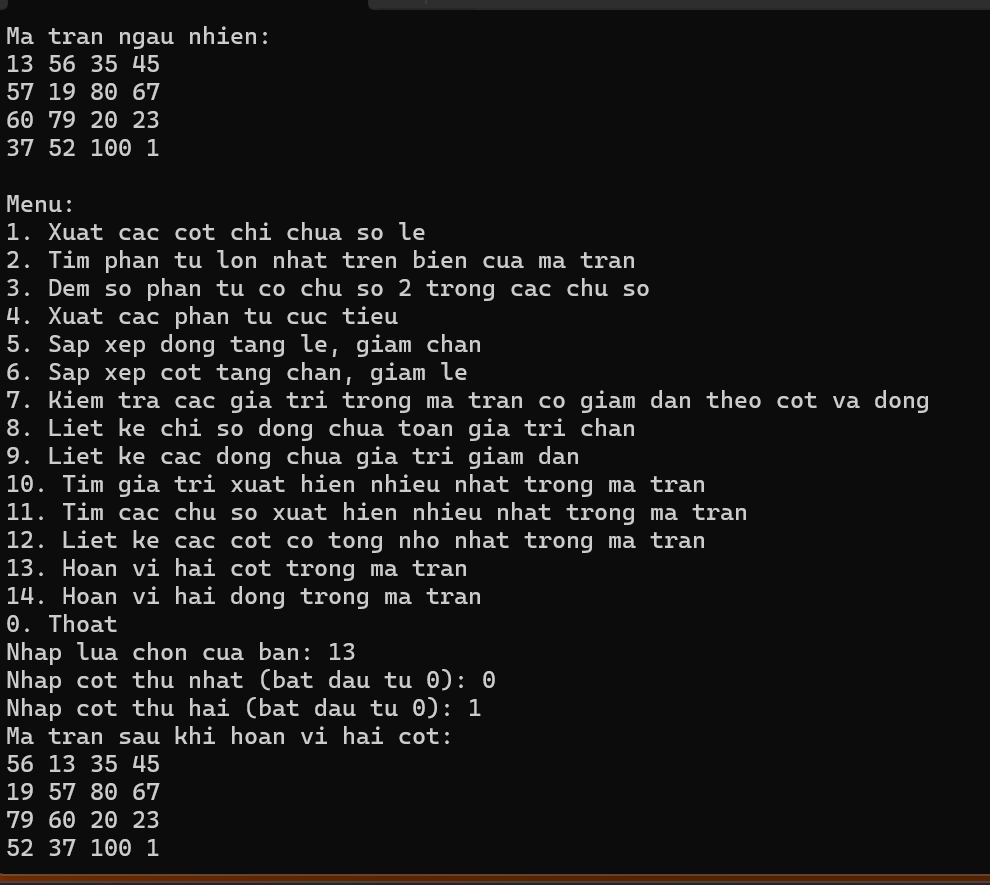 Ma tran ngau nhien:
13 56 35 45
57 19 80 67
60 79 20 23
37 52 100 1
Menu:
1. Xuat cac cot chi chua so le
2. Tim phan tu lon nhat tren bien cua ma tran
3. Dem so phan tu co chu so 2 trong cac chu so
4. Xuat cac phan tu cuc tieu
5. Sap xep dong tang le, giam chan
6. Sap xep cot tang chan, giam le
7. Kiem tra cac gia tri trong ma tran co giam dan theo cot va dong
8. Liet ke chi so dong chua toan gia tri chan
9. Liet ke cac dong chua gia tri giam dan
10. Tim gia tri xuat hien nhieu nhat trong ma tran
11. Tim cac chu so xuat hien nhieu nhat trong ma tran
12. Liet ke cac cot co tong nho nhat trong ma tran
13. Hoan vi hai cot trong ma tran
14. Hoan vi hai dong trong ma tran
0. Thoat
Nhap lua chon cua ban: 13
Nhap cot thu nhat (bat dau tu 0): 0
Nhap cot thu hai (bat dau tu 0): 1
Ma tran sau khi hoan vi hai cot:
56 13 35 45
19 57 80 67
79 60 20 23
52 37 100 1